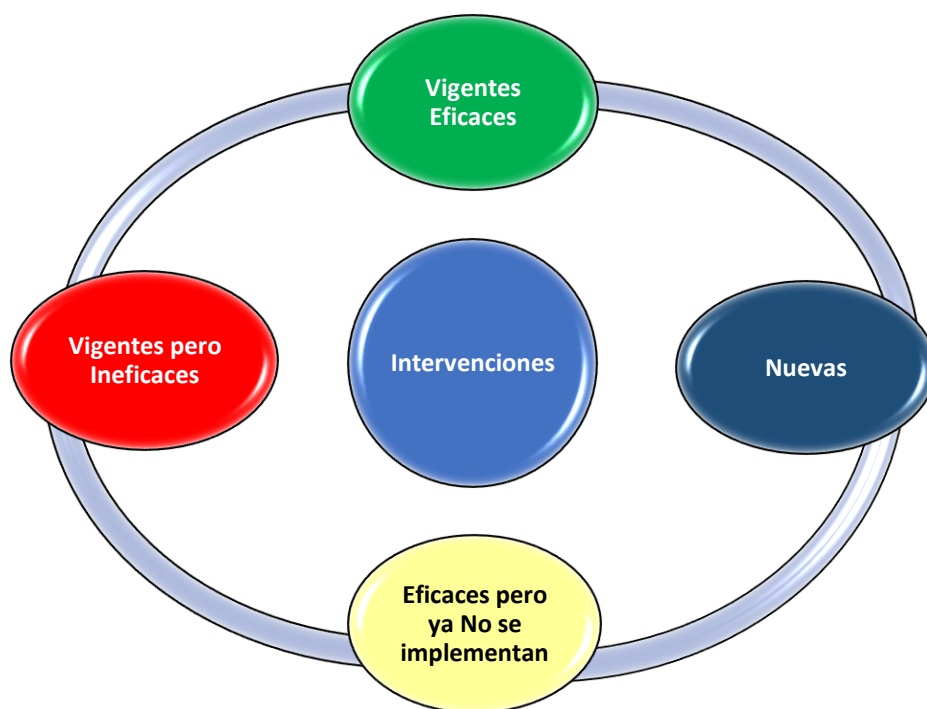 Vigentes
Eficaces
Vigentes pero
Ineficaces
Intervenciones
Nuevas
Eficaces pero
ya No se
implementan